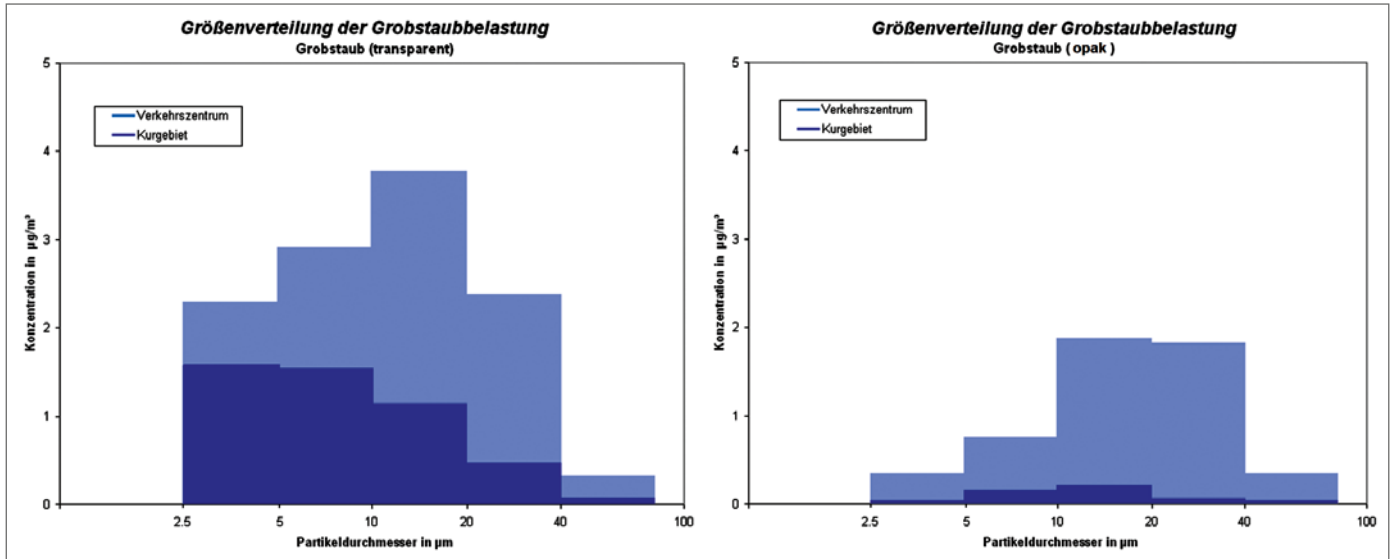 Größenverteilung der Grobstaubbelastung
Grobstaub (transparent)
5
4
3
2
1
0
Konzentration in µg/m³
Verkehrszentrum
Kurgebiet
2.5 5 10 20 40 100
Partikeldurchmesser in µm
Größenverteilung der Grobstaubbelastung
Grobstaub ( opak )
5
4
3
2
1
0
Konzentration in µg/m³
Verkehrszentrum
Kurgebiet
2.5 5 10 20 40 100
Partikeldurchmesser in µm